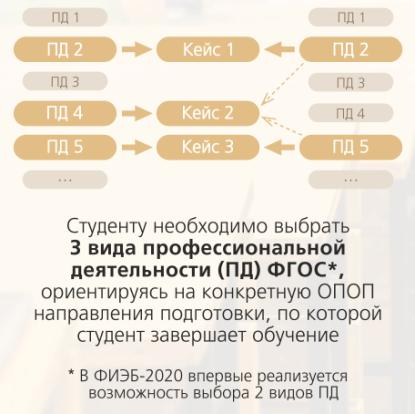 ПД 1 ПД 1
ПД 2 Кейс 1 ПД 2
ПД 3 ПД 3
ПД 4 Кейс 2 ПД 4
ПД 5 Кейс 3 ПД 5
... ...
Студенту необходимо выбрать
3 вида профессиональной
деятельности (ПД) ФГОС*,
ориентируясь на конкретную ОПОП
направления подготовки, по которой
студент завершает обучение
* В ФИЭБ-2020 впервые реализуется
возможность выбора 2 видов ПД